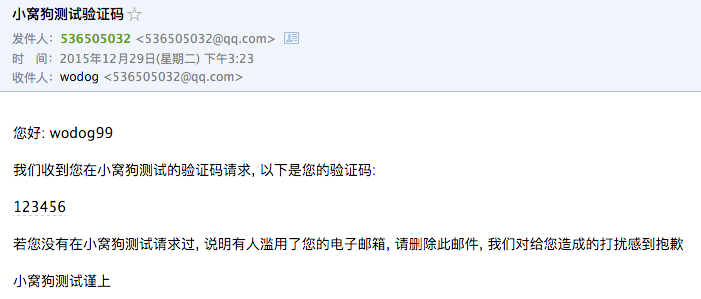 小窝狗测试验证码☆
发件人：536505032 <536505032@qq.com>
时　间：2015年12月29日(星期二) 下午3:23
收件人：wodog <536505032@qq.com>
您好: wodog99
我们收到您在小窝狗测试的验证码请求, 以下是您的验证码:
123456
若您没有在小窝狗测试请求过, 说明有人滥用了您的电子邮箱, 请删除此邮件, 我们对给您造成的打扰感到抱歉
小窝狗测试谨上